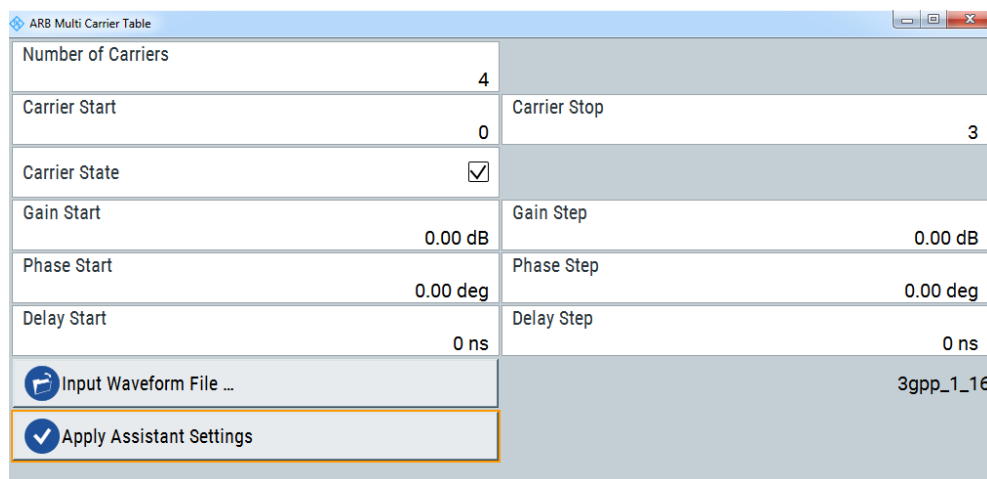 ARB Multi Carrier Table
Number of Carriers
4
Carrier Start
0
Carrier Stop
3
Carrier State
Gain Start
0.00 dB
Gain Step
0.00 dB
Phase Start
0.00 deg
Phase Step
0.00 deg
Delay Start
0 ns
Delay Step
0 ns
Input Waveform File ...
3gpp_1_16
Apply Assistant Settings